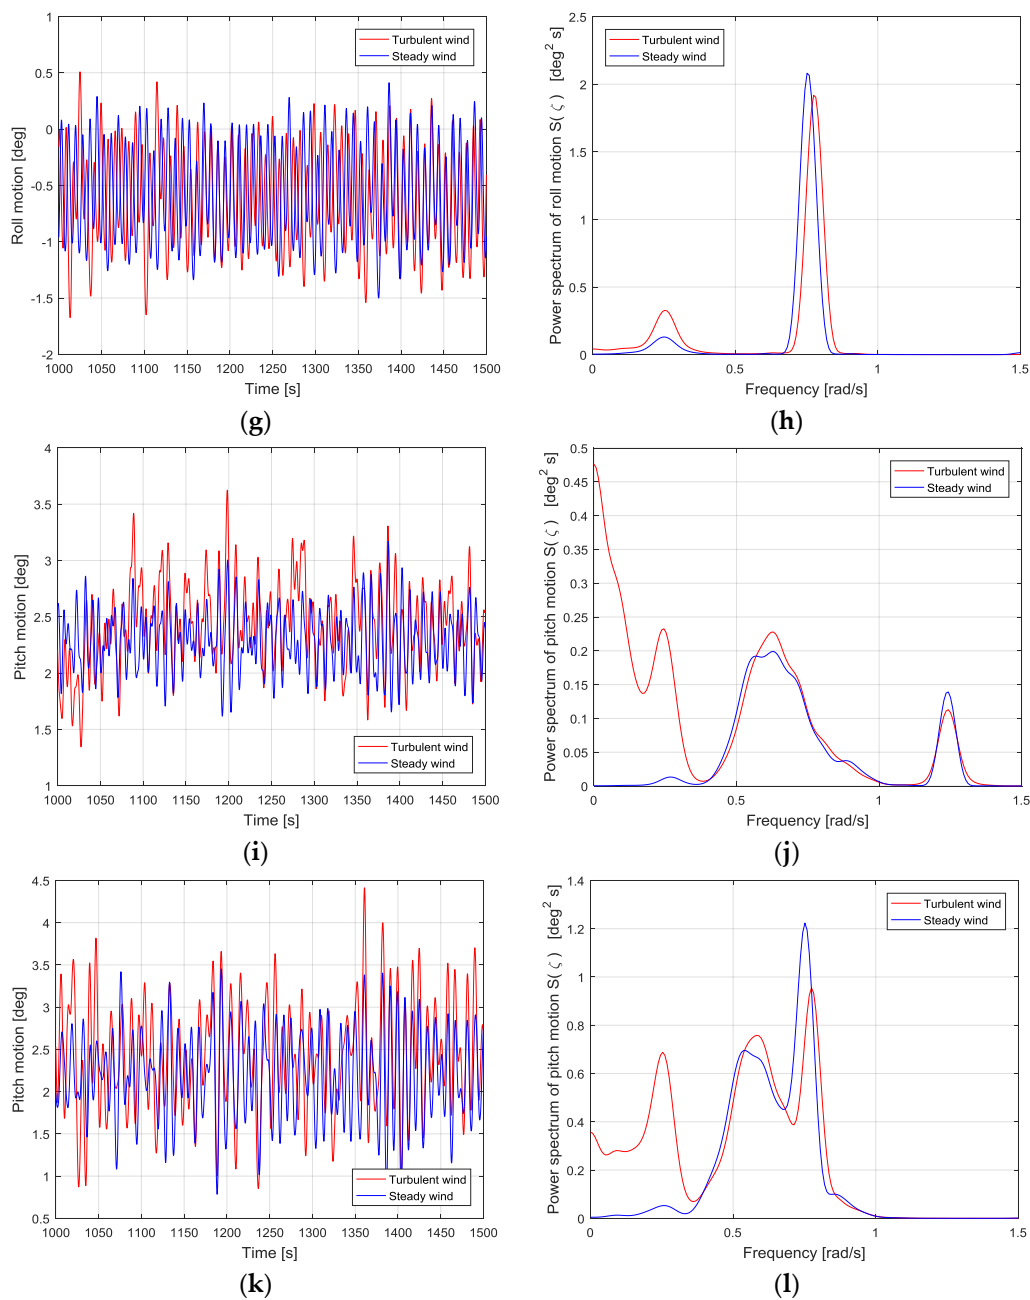 1
0.5
0
-0.5
-1
-1.5
-2
Roll motion [deg]
Turbulent wind
Steady wind
1000 1050 1100 1150 1200 1250 1300 1350 1400 1450 1500
Time [s]
(g)
2.5
2
1.5
1
0.5
0
Power spectrum of roll motion S( ζ ) [deg² s]
Turbulent wind
Steady wind
0 0.5 1 1.5
Frequency [rad/s]
(h)
4
3.5
3
2.5
2
1.5
1
Pitch motion [deg]
Turbulent wind
Steady wind
1000 1050 1100 1150 1200 1250 1300 1350 1400 1450 1500
Time [s]
(i)
0.5
0.45
0.4
0.35
0.3
0.25
0.2
0.15
0.1
0.05
0
Power spectrum of pitch motion S( ζ ) [deg² s]
Turbulent wind
Steady wind
0 0.5 1 1.5
Frequency [rad/s]
(j)
4.5
4
3.5
3
2.5
2
1.5
1
0.5
Pitch motion [deg]
Turbulent wind
Steady wind
1000 1050 1100 1150 1200 1250 1300 1350 1400 1450 1500
Time [s]
(k)
1.4
1.2
1
0.8
0.6
0.4
0.2
0
Power spectrum of pitch motion S( ζ ) [deg² s]
Turbulent wind
Steady wind
0 0.5 1 1.5
Frequency [rad/s]
(l)